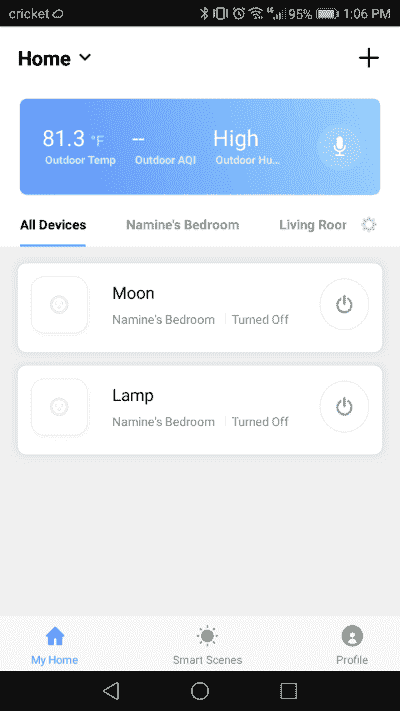 cricket 95% 1:06 PM
Home
81.3 °F -- High
Outdoor Temp Outdoor AQI Outdoor Hu...
All Devices Namine's Bedroom Living Roor
Moon
Namine's Bedroom Turned Off
Lamp
Namine's Bedroom Turned Off
My Home Smart Scenes Profile